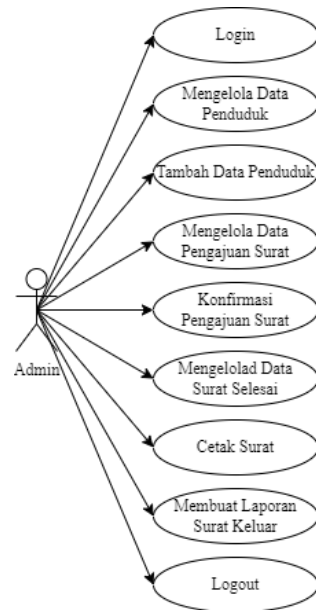 Login
Mengelola Data
Penduduk
Tambah Data Penduduk
Mengelola Data
Pengajuan Surat
Konfirmasi
Pengajuan Surat
Admin
Mengelolad Data
Surat Selesai
Cetak Surat
Membuat Laporan
Surat Keluar
Logout